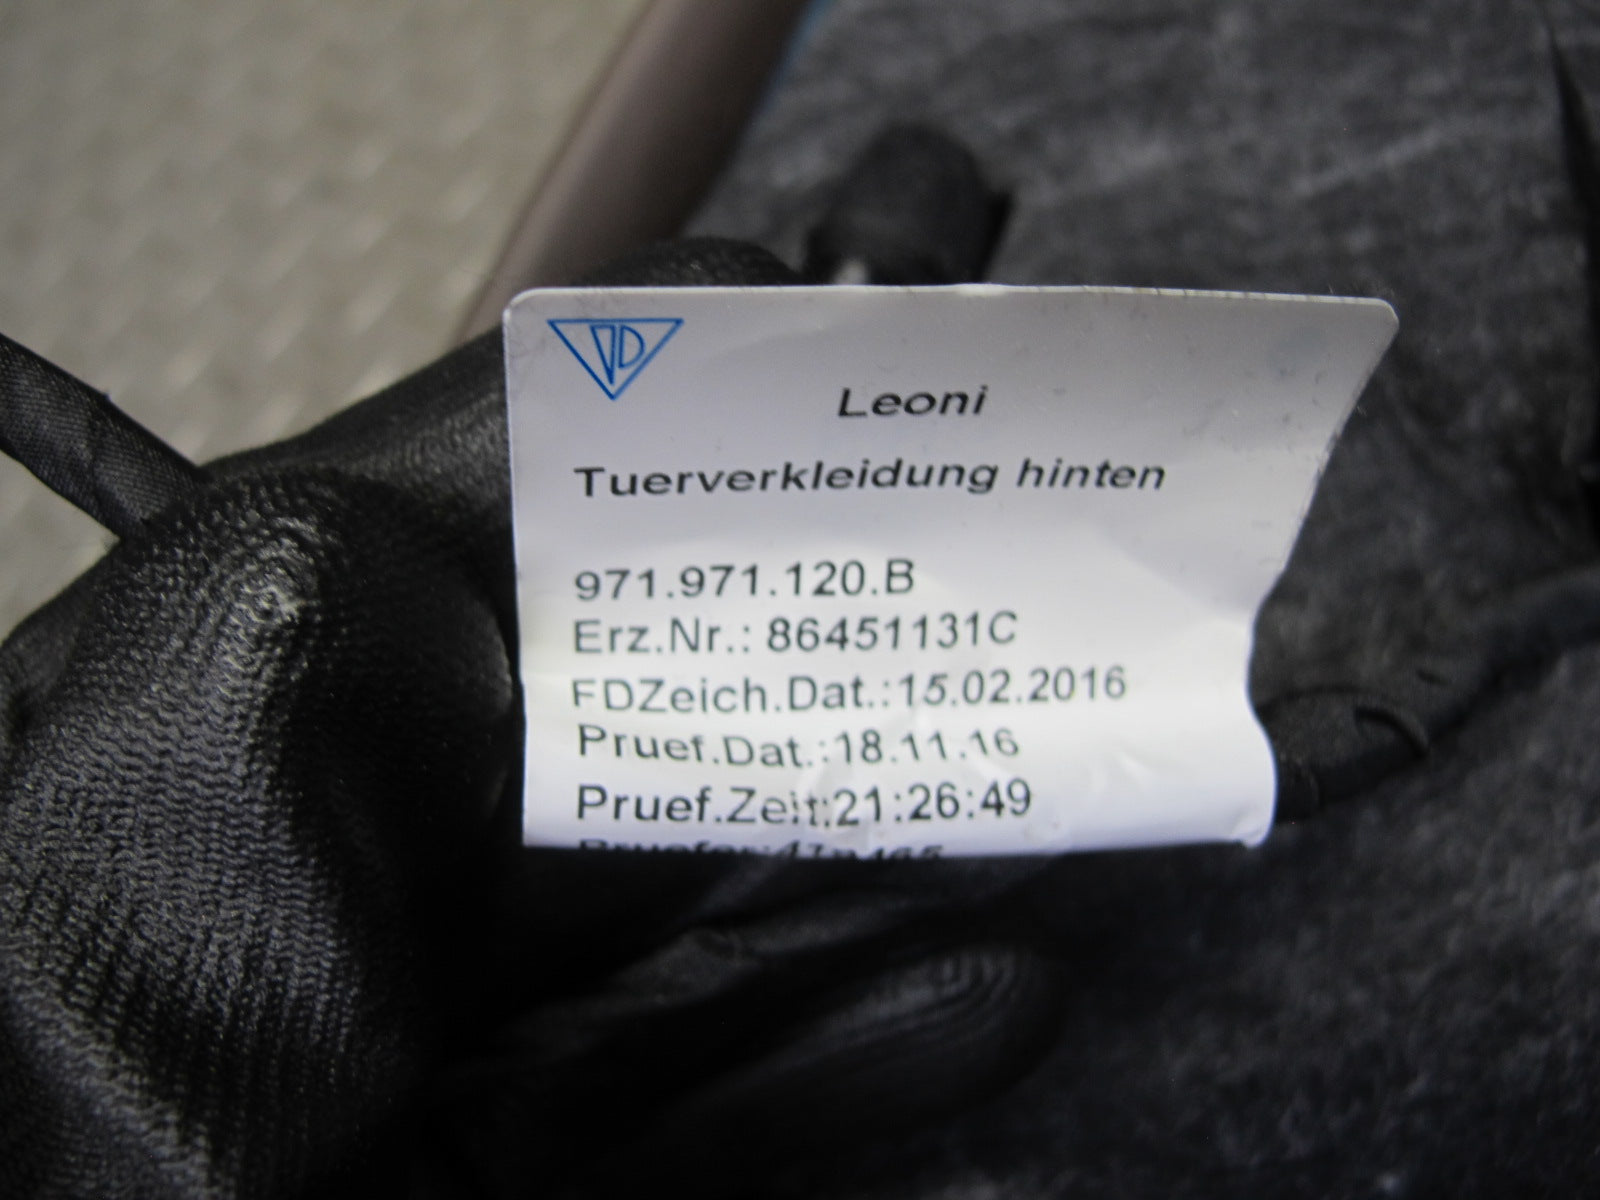 Leoni
Tuerverkleidung hinten
971.971.120.B
Erz.Nr.: 86451131C
FDZeich.Dat.:15.02.2016
Pruef.Dat.:18.11.16
Pruef.Zeit:21:26:49